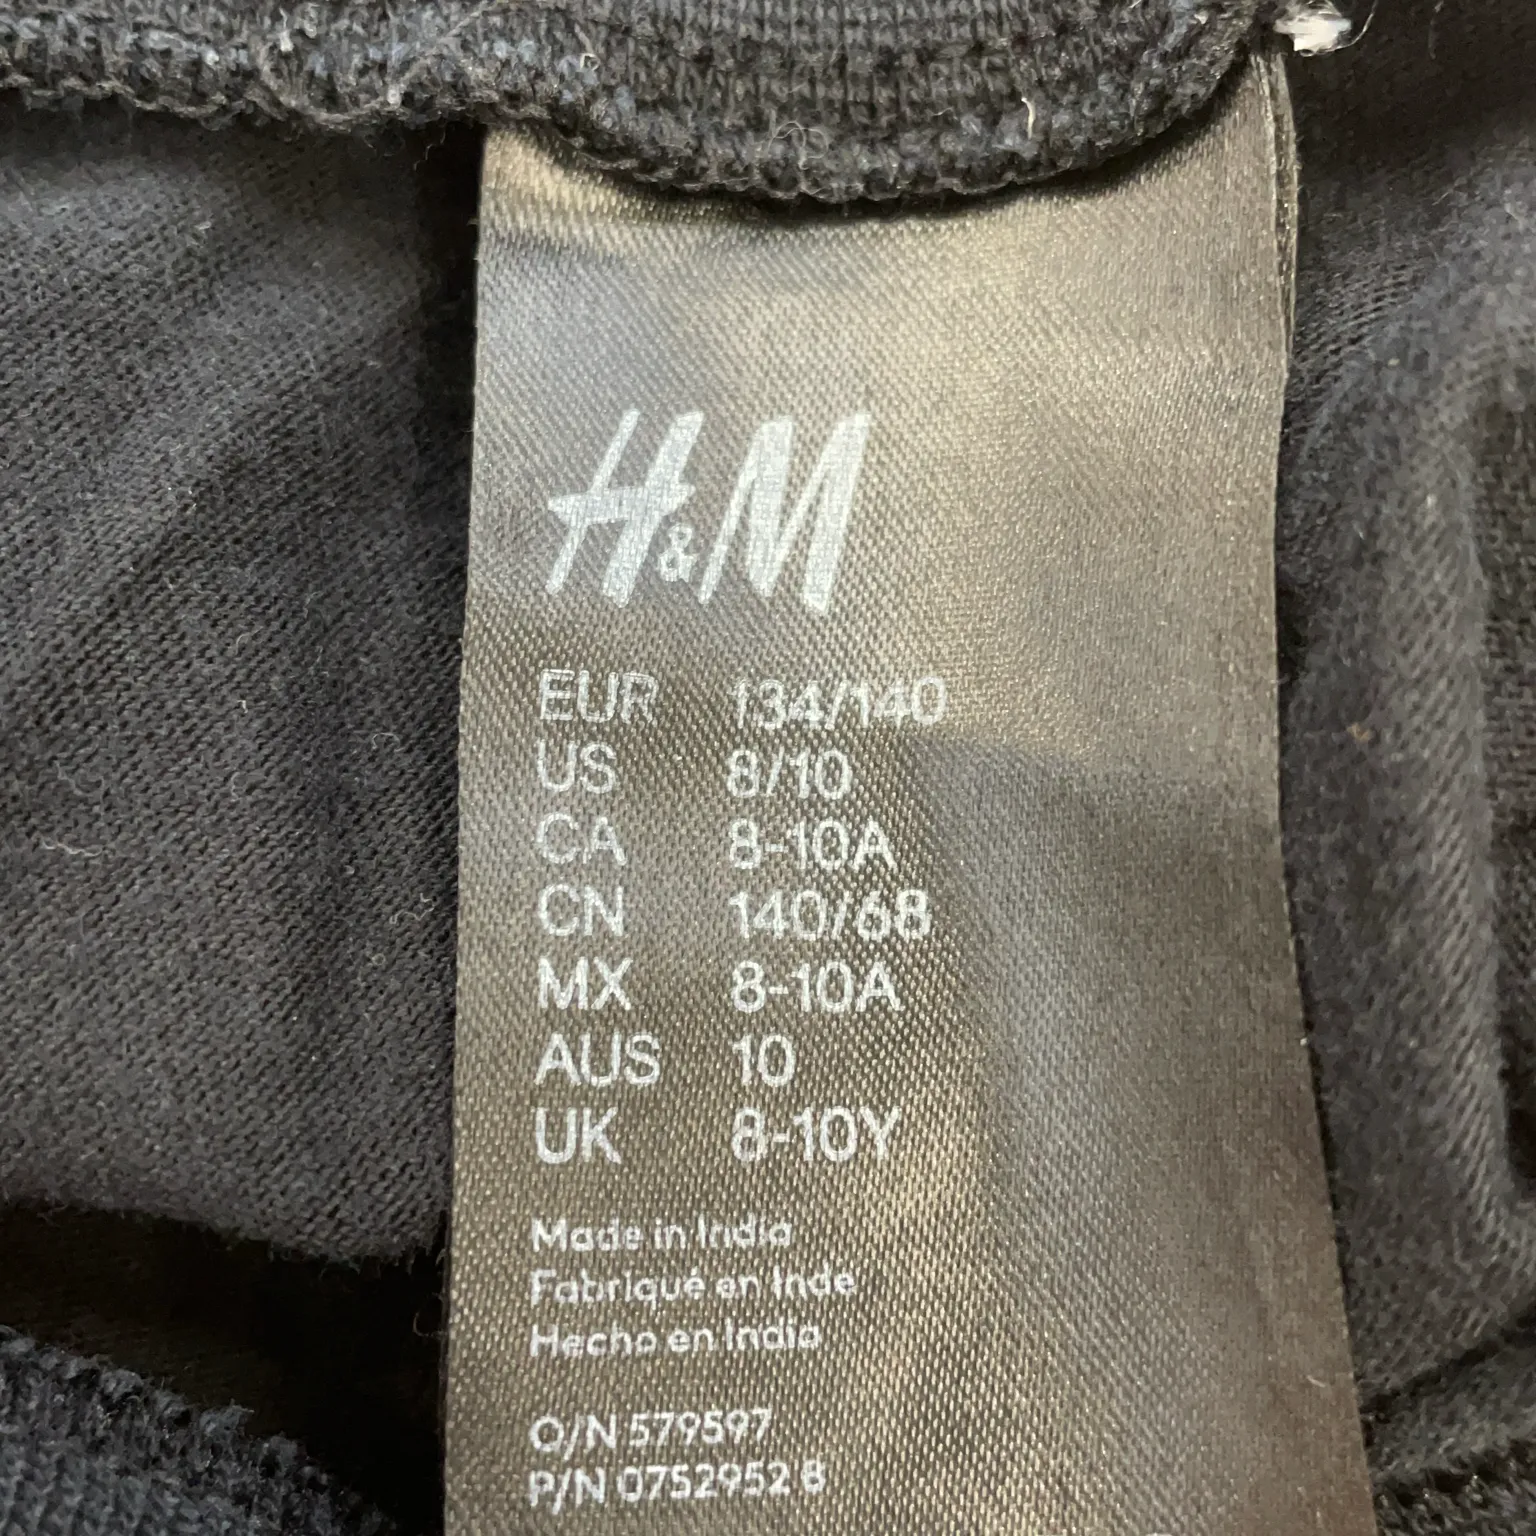 H&M
EUR 134/140
US 8/10
CA 8-10A
CN 140/68
MX 8-10A
AUS 10
UK 8-10Y
Made in India
Fabriqué en Inde
Hecho en India
O/N 579597
P/N 0752952 8